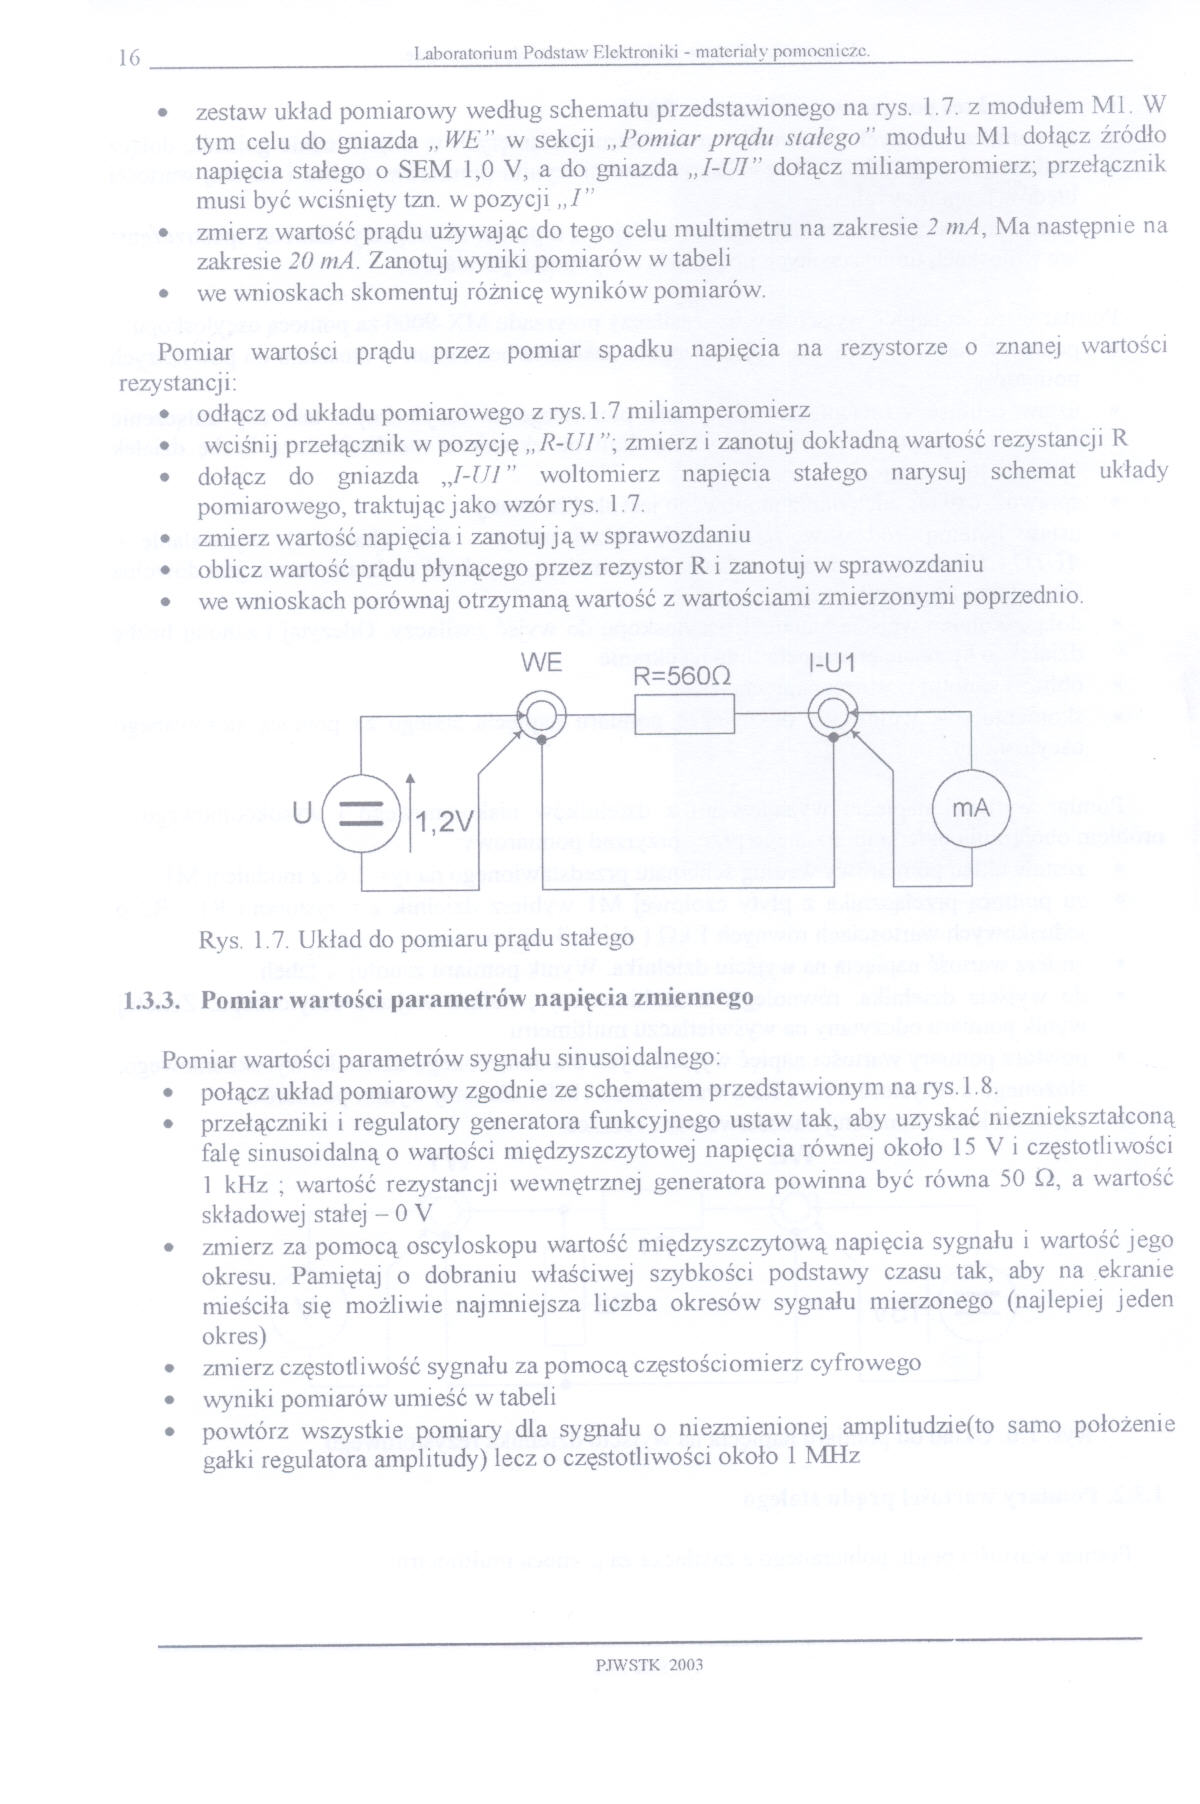 16 Laboratorium Podstaw Elektroniki - materiały pomocnicze.
• zestaw układ pomiarowy według schematu przedstawionego na rys. 1.7. z modułem M1. W
tym celu do gniazda „WE” w sekcji „Pomiar prądu stałego” modułu M1 dołącz źródło
napięcia stałego o SEM 1,0 V, a do gniazda „I-UI” dołącz miliamperomierz; przełącznik
musi być wciśnięty tzn. w pozycji „I”
• zmierz wartość prądu używając do tego celu multimetru na zakresie 2 mA, Ma następnie na
zakresie 20 mA. Zanotuj wyniki pomiarów w tabeli
• we wnioskach skomentuj różnicę wyników pomiarów.
Pomiar wartości prądu przez pomiar spadku napięcia na rezystorze o znanej wartości
rezystancji:
• odłącz od układu pomiarowego z rys.1.7 miliamperomierz
• wciśnij przełącznik w pozycję „R-UI”; zmierz i zanotuj dokładną wartość rezystancji R
• dołącz do gniazda „I-UI” woltomierz napięcia stałego narysuj schemat układy
pomiarowego, traktując jako wzór rys. 1.7.
• zmierz wartość napięcia i zanotuj ją w sprawozdaniu
• oblicz wartość prądu płynącego przez rezystor R i zanotuj w sprawozdaniu
• we wnioskach porównaj otrzymaną wartość z wartościami zmierzonymi poprzednio.
WE R=560Ω I-U1
U 1,2V mA
Rys. 1.7. Układ do pomiaru prądu stałego
1.3.3. Pomiar wartości parametrów napięcia zmiennego
Pomiar wartości parametrów sygnału sinusoidalnego:
• połącz układ pomiarowy zgodnie ze schematem przedstawionym na rys.1.8.
• przełączniki i regulatory generatora funkcyjnego ustaw tak, aby uzyskać niezniekształconą
falę sinusoidalną o wartości międzyszczytowej napięcia równej około 15 V i częstotliwości
1 kHz ; wartość rezystancji wewnętrznej generatora powinna być równa 50 Ω, a wartość
składowej stałej – 0 V
• zmierz za pomocą oscyloskopu wartość międzyszczytową napięcia sygnału i wartość jego
okresu. Pamiętaj o dobraniu właściwej szybkości podstawy czasu tak, aby na ekranie
mieściła się możliwie najmniejsza liczba okresów sygnału mierzonego (najlepiej jeden
okres)
• zmierz częstotliwość sygnału za pomocą częstościomierz cyfrowego
• wyniki pomiarów umieść w tabeli
• powtórz wszystkie pomiary dla sygnału o niezmienionej amplitudzie(to samo położenie
gałki regulatora amplitudy) lecz o częstotliwości około 1 MHz
PJWSTK 2003